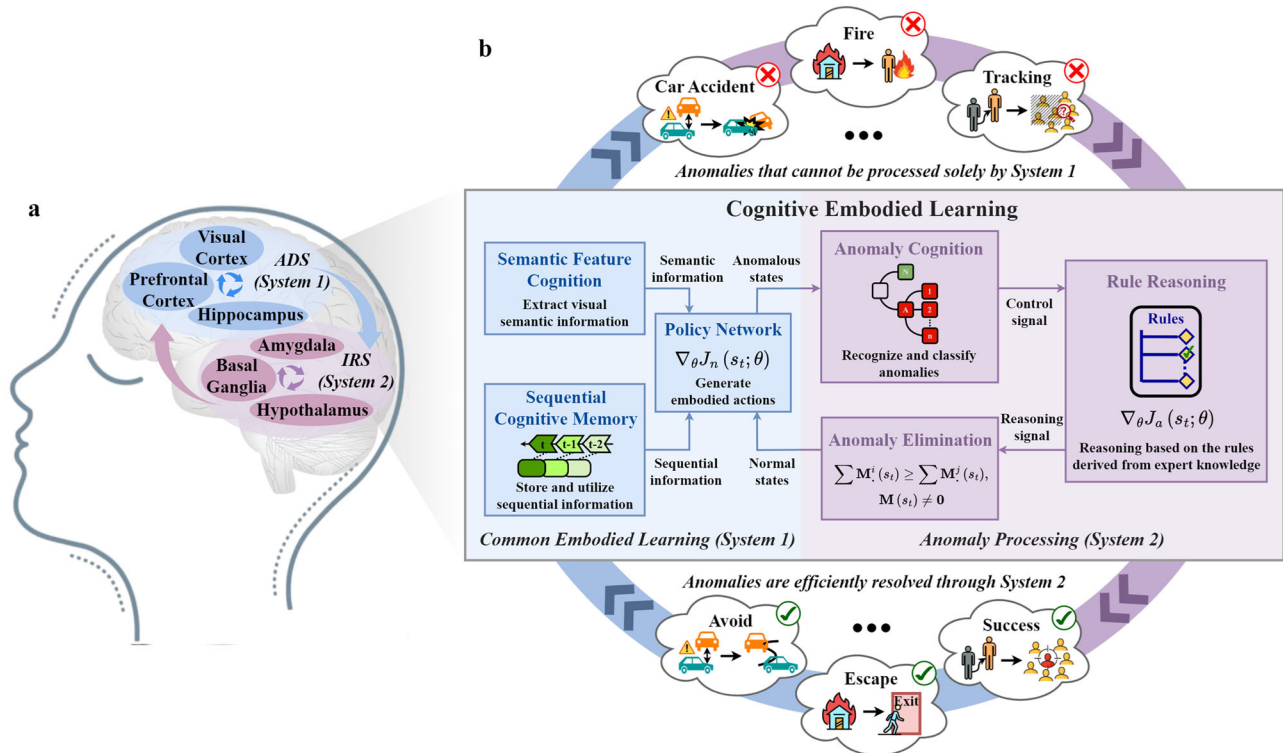 a
Visual
Cortex
ADS
(System 1)
Prefrontal
Cortex
Hippocampus
Amygdala
Basal
Ganglia
IRS
(System 2)
Hypothalamus
b
Fire
Car Accident
Tracking
?
Anomalies that cannot be processed solely by System 1
Cognitive Embodied Learning
Semantic Feature
Cognition
Extract visual
semantic information
Semantic
information
Anomalous
states
Policy Network
∇θJn (st; θ)
Generate
embodied actions
Sequential
Cognitive Memory
t t-1 t-2
Store and utilize
sequential information
Sequential
information
Normal
states
Anomaly Cognition
N
1
A 2
n
Recognize and classify
anomalies
Control
signal
Rule Reasoning
Rules
∇θJa (st; θ)
Reasoning based on the rules
derived from expert knowledge
Reasoning
signal
Anomaly Elimination
∑ M.i (st) ≥ ∑ M.j (st),
M (st) ≠ 0
Common Embodied Learning (System 1)
Anomaly Processing (System 2)
Anomalies are efficiently resolved through System 2
Avoid
Escape
Exit
Success